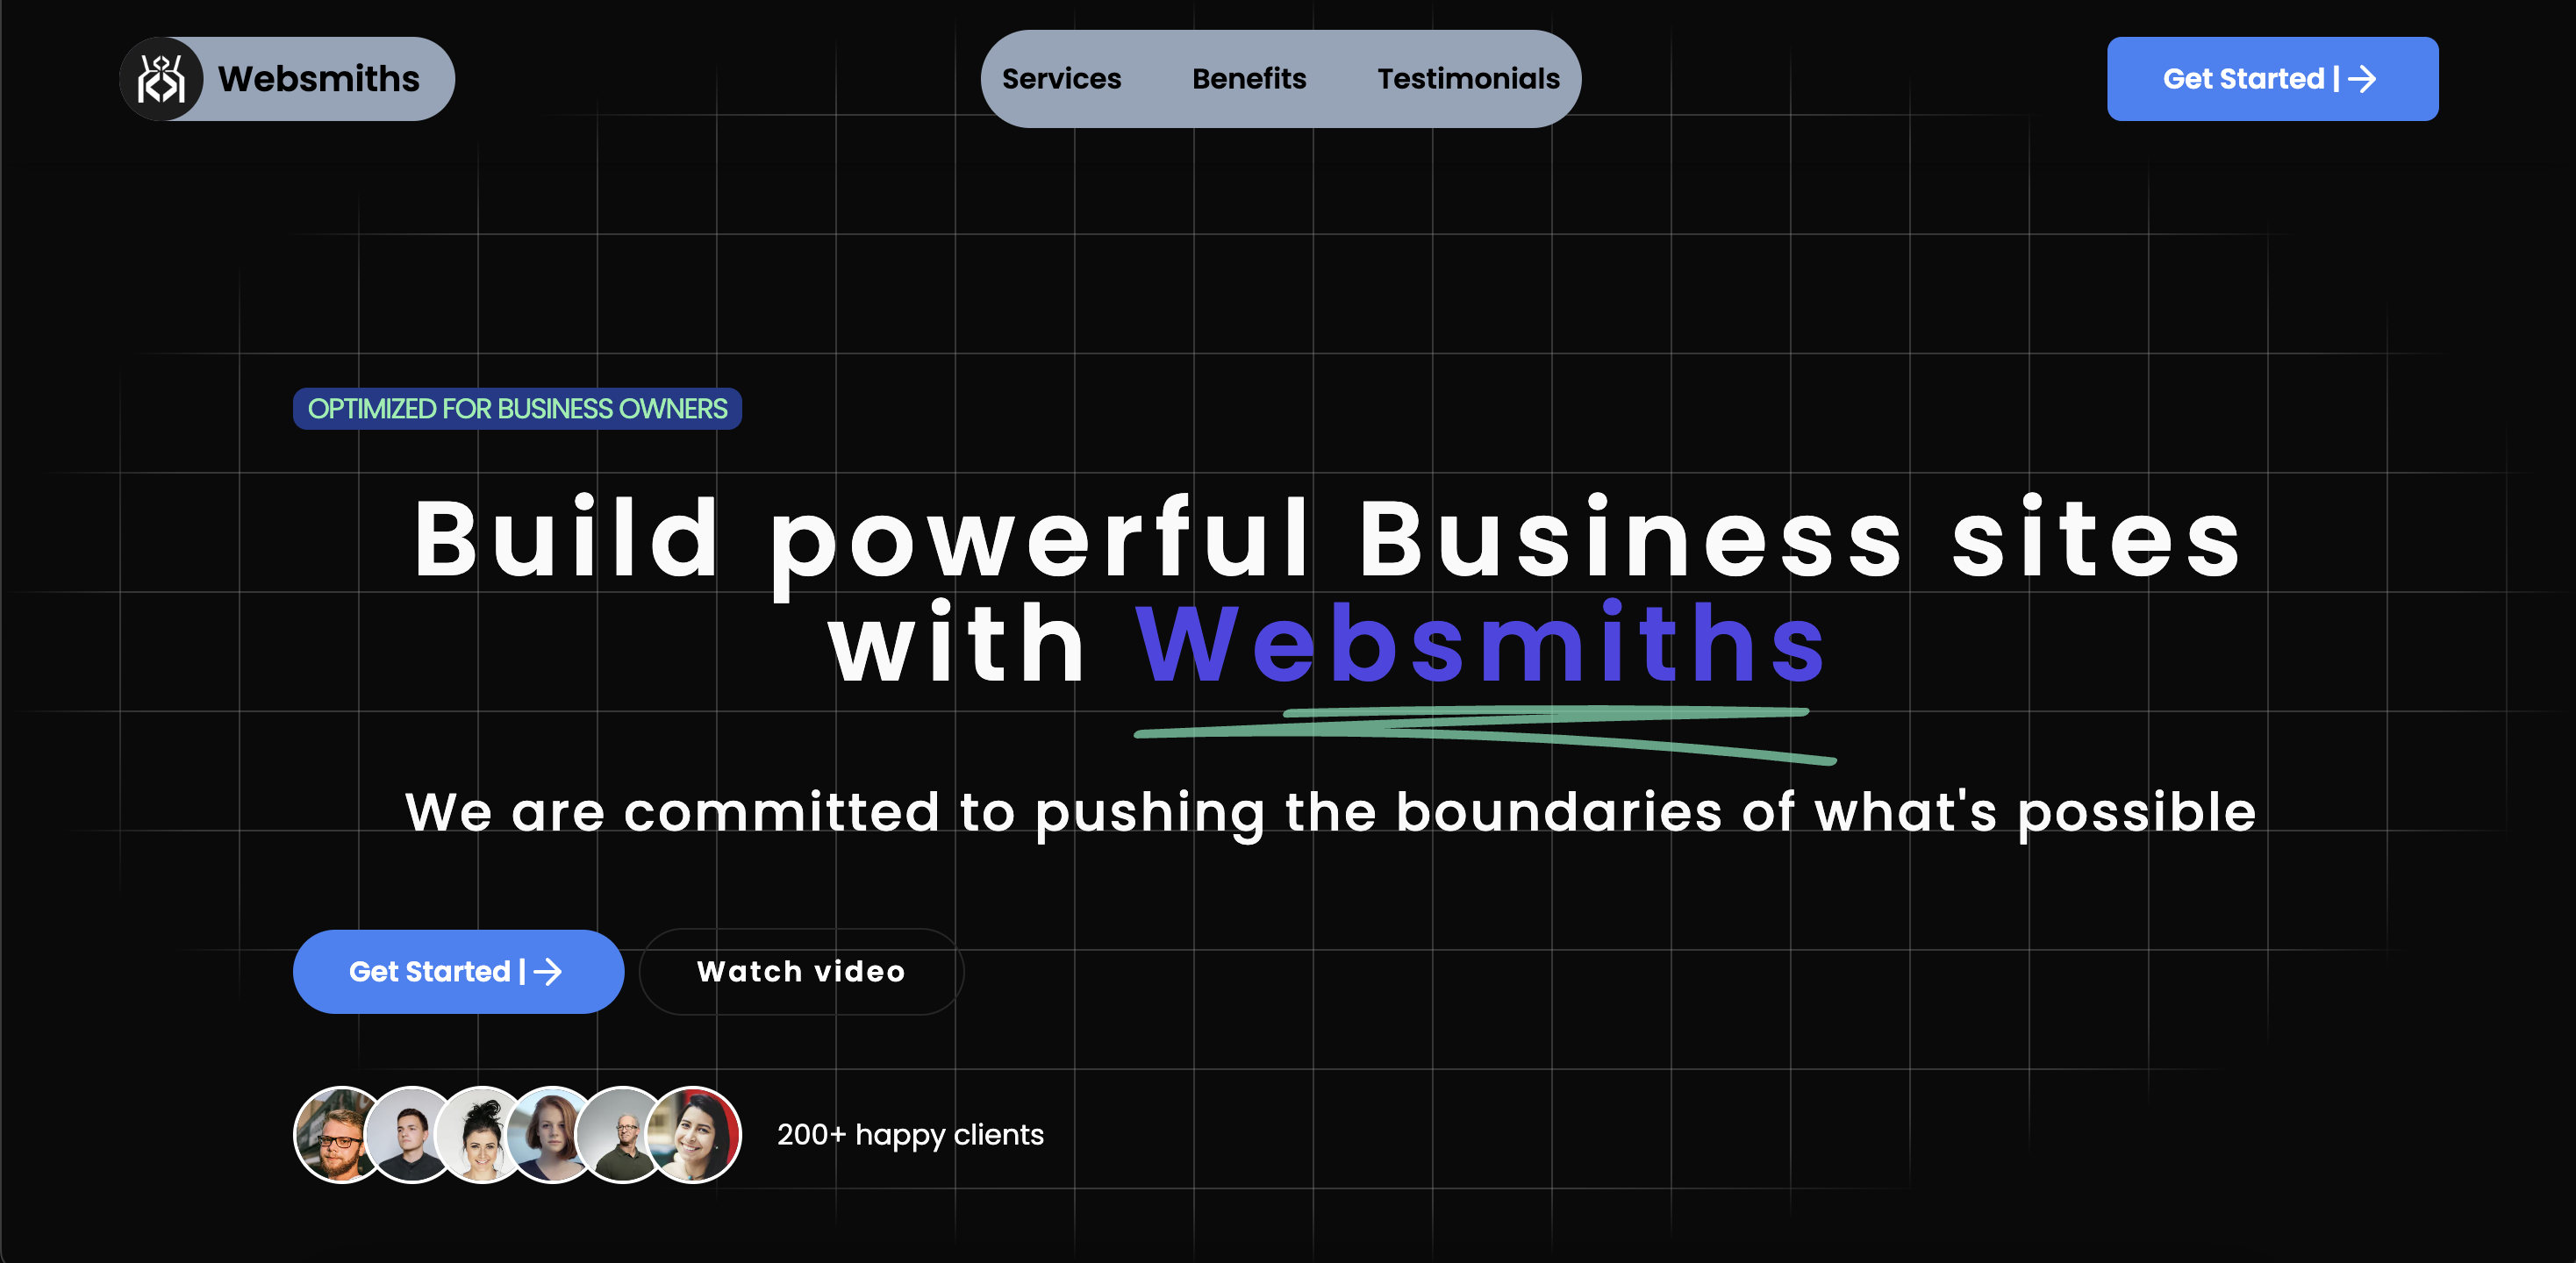 Websmiths
Services Benefits Testimonials
Get Started |
OPTIMIZED FOR BUSINESS OWNERS
Build powerful Business sites
with Websmiths
We are committed to pushing the boundaries of what's possible
Get Started |
Watch video
200+ happy clients